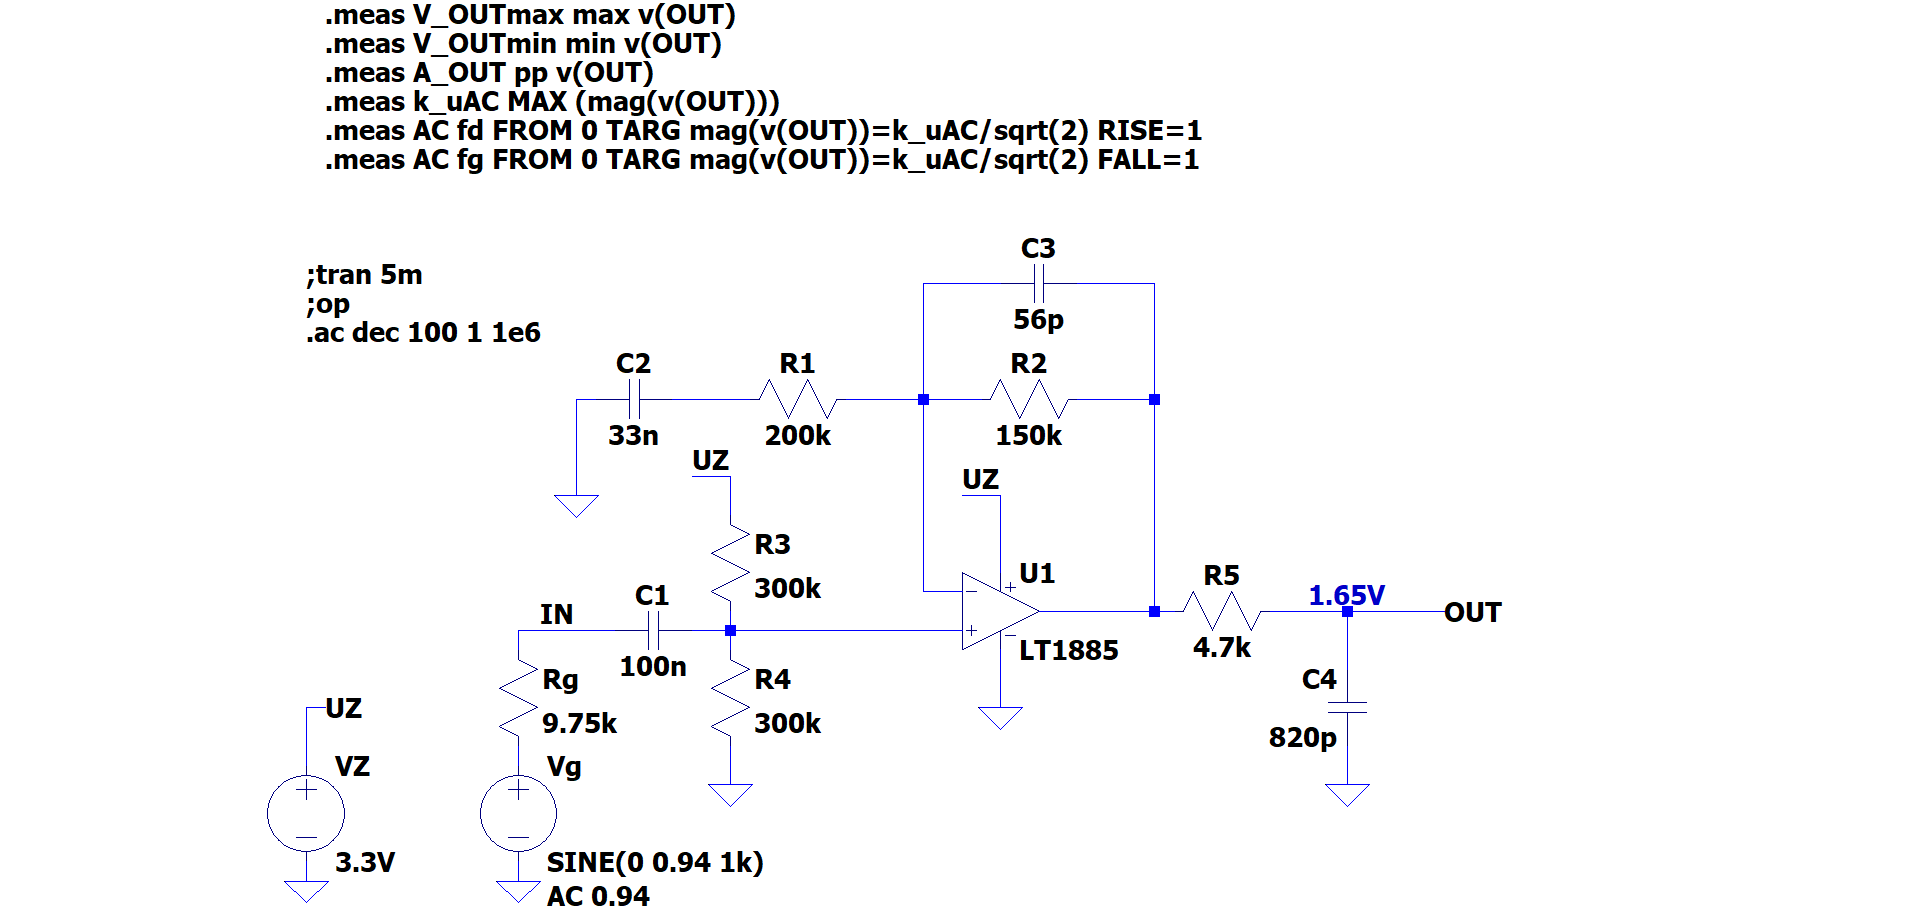 .meas V_OUTmax max v(OUT)
.meas V_OUTmin min v(OUT)
.meas A_OUT pp v(OUT)
.meas k_uAC MAX (mag(v(OUT)))
.meas AC fd FROM 0 TARG mag(v(OUT))=k_uAC/sqrt(2) RISE=1
.meas AC fg FROM 0 TARG mag(v(OUT))=k_uAC/sqrt(2) FALL=1
;tran 5m
;op
.ac dec 100 1 1e6
C3
56p
C2
33n
R1
200k
R2
150k
UZ
UZ
R3
300k
U1
LT1885
R5
4.7k
1.65V
OUT
IN
C1
100n
Rg
9.75k
R4
300k
C4
820p
UZ
VZ
3.3V
Vg
SINE(0 0.94 1k)
AC 0.94